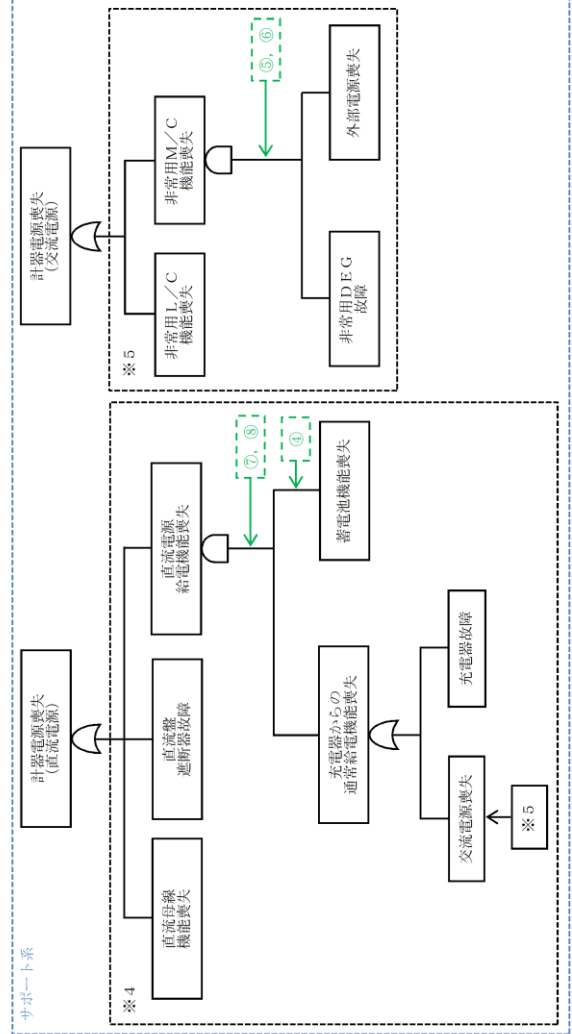 サポート系
計器電源喪失
(直流電源)
※4
直流母線
機能喪失
直流盤
遮断器故障
直流電源
給電機能喪失
⑦, ⑧
④
充電器からの
通常給電機能喪失
蓄電池機能喪失
交流電源喪失
充電器故障
※5
計器電源喪失
(交流電源)
※5
非常用L/C
機能喪失
非常用M/C
機能喪失
⑤, ⑥
非常用DEG
故障
外部電源喪失